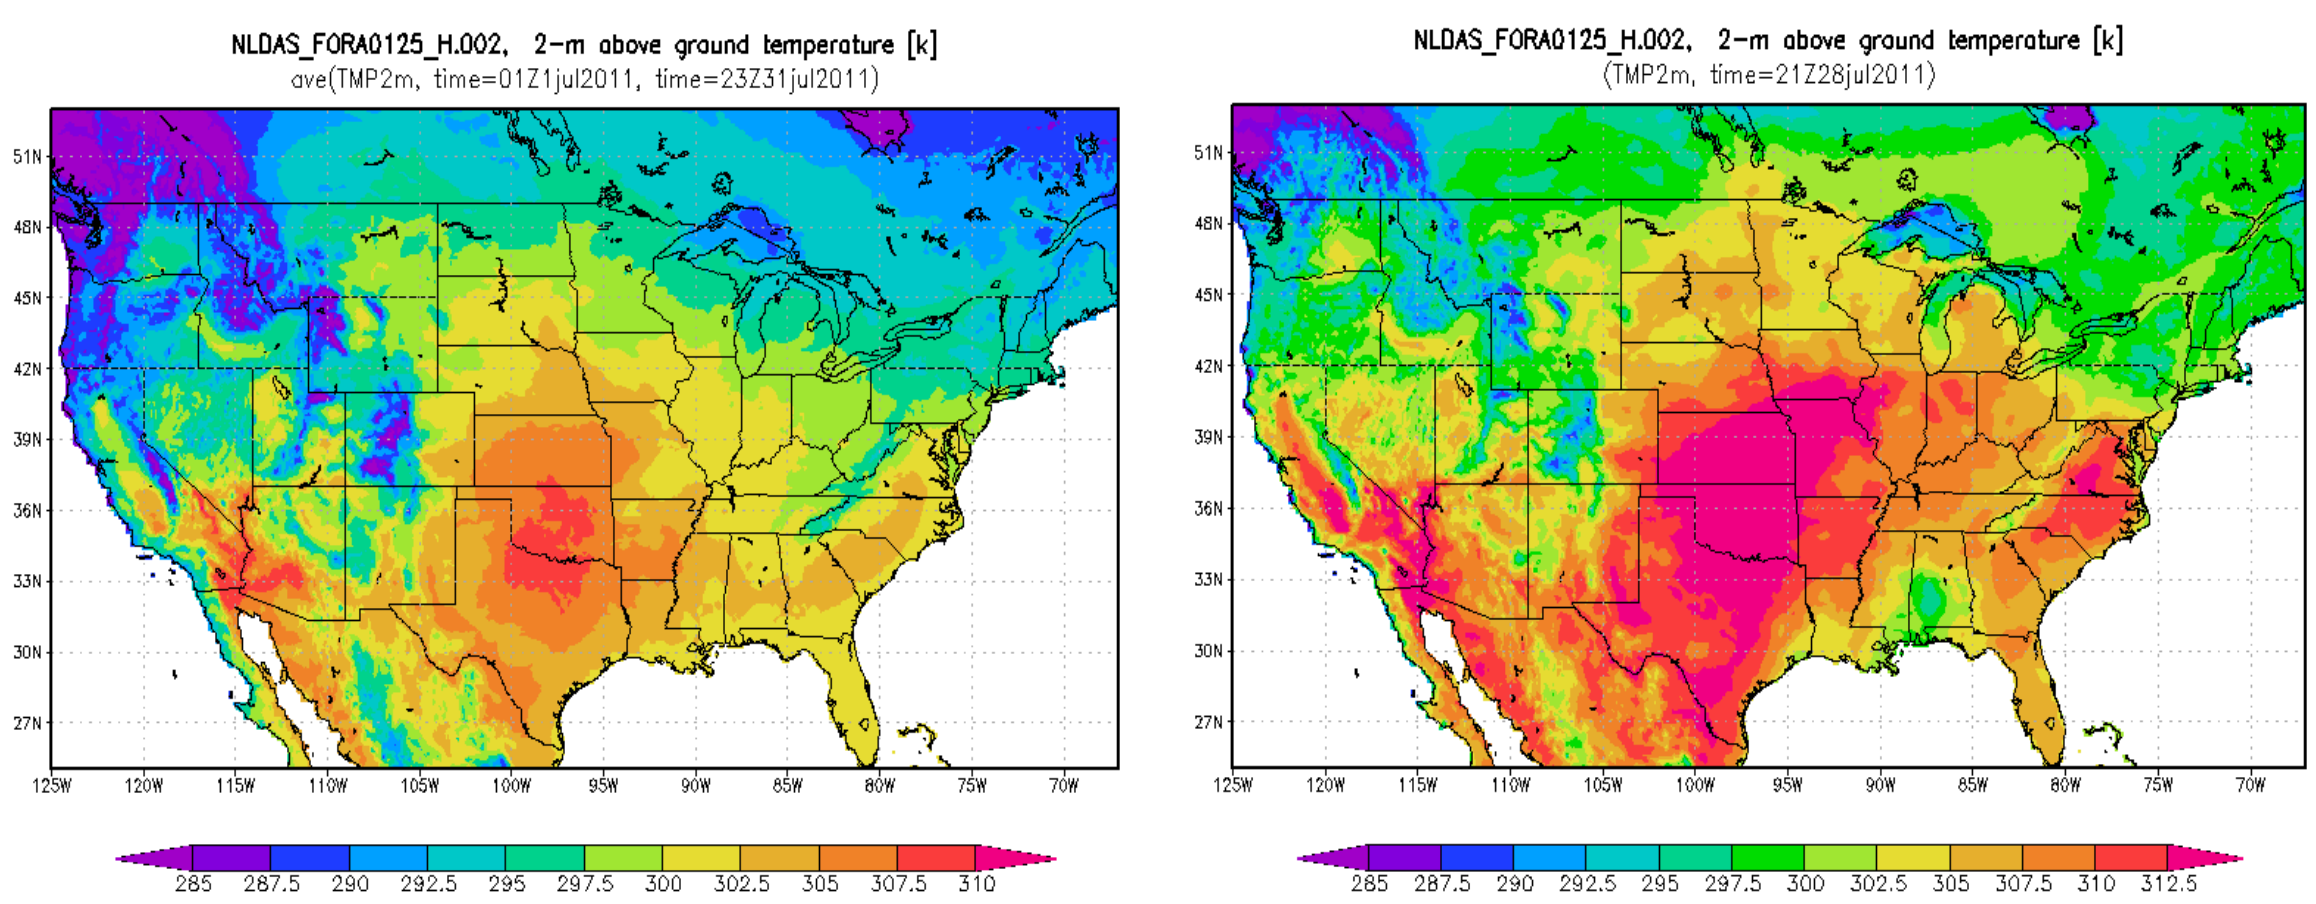 NLDAS_FORA0125_H.002, 2-m above ground temperature [k]
ave(TMP2m, time=01Z1jul2011, time=23Z31jul2011)
51N
48N
45N
42N
39N
36N
33N
30N
27N
125W 120W 115W 110W 105W 100W 95W 90W 85W 80W 75W 70W
285 287.5 290 292.5 295 297.5 300 302.5 305 307.5 310
NLDAS_FORA0125_H.002, 2-m above ground temperature [k]
(TMP2m, time=21Z28jul2011)
51N
48N
45N
42N
39N
36N
33N
30N
27N
125W 120W 115W 110W 105W 100W 95W 90W 85W 80W 75W 70W
285 287.5 290 292.5 295 297.5 300 302.5 305 307.5 310 312.5